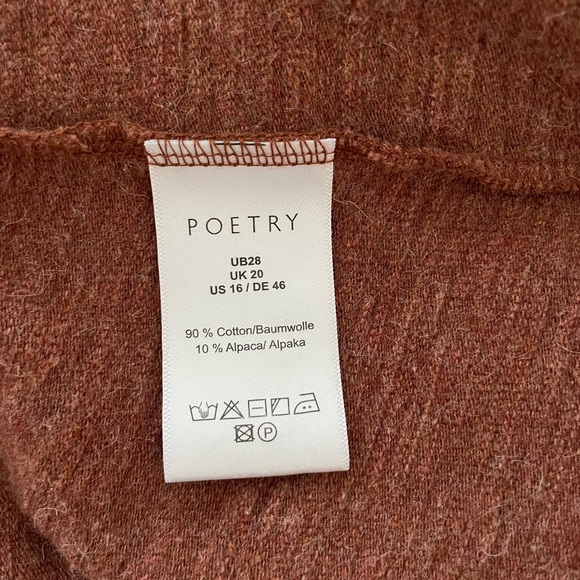 POETRY
UB28
UK 20
US 16 / DE 46
90 % Cotton/Baumwolle
10 % Alpaca/ Alpaka
P